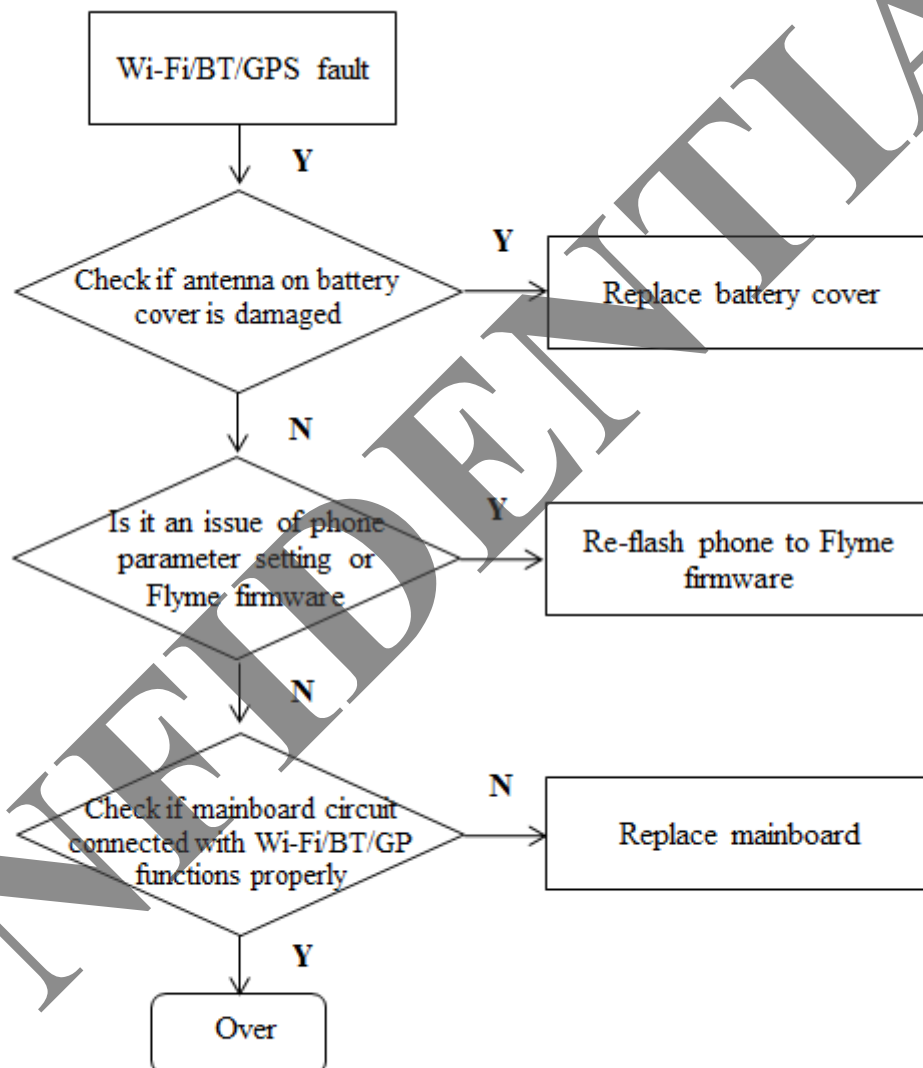 Wi-Fi/BT/GPS fault
Y
Check if antenna on battery
cover is damaged
Y
Replace battery cover
N
Is it an issue of phone
parameter setting or
Flyme firmware
Y
Re-flash phone to Flyme
firmware
N
Check if mainboard circuit
connected with Wi-Fi/BT/GP
functions properly
N
Replace mainboard
Y
Over
NFIDENTIA